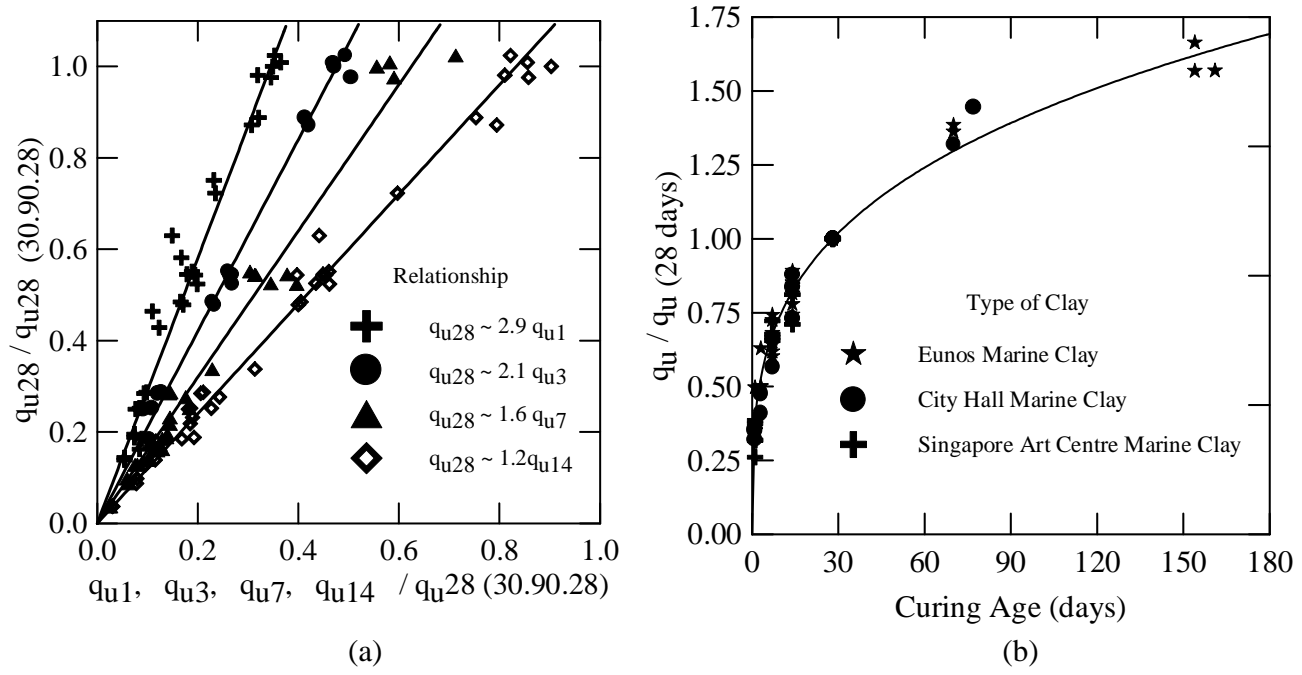 1.0
0.8
0.6
0.4
0.2
0.0
qu28 / qu28 (30.90.28)
Relationship
qu28 ~ 2.9 qu1
qu28 ~ 2.1 qu3
qu28 ~ 1.6 qu7
qu28 ~ 1.2qu14
0.0 0.2 0.4 0.6 0.8 1.0
qu1, qu3, qu7, qu14 / qu28 (30.90.28)
(a)
1.75
1.50
1.25
1.00
0.75
0.50
0.25
0.00
qu / qu (28 days)
Type of Clay
Eunos Marine Clay
City Hall Marine Clay
Singapore Art Centre Marine Clay
0 30 60 90 120 150 180
Curing Age (days)
(b)